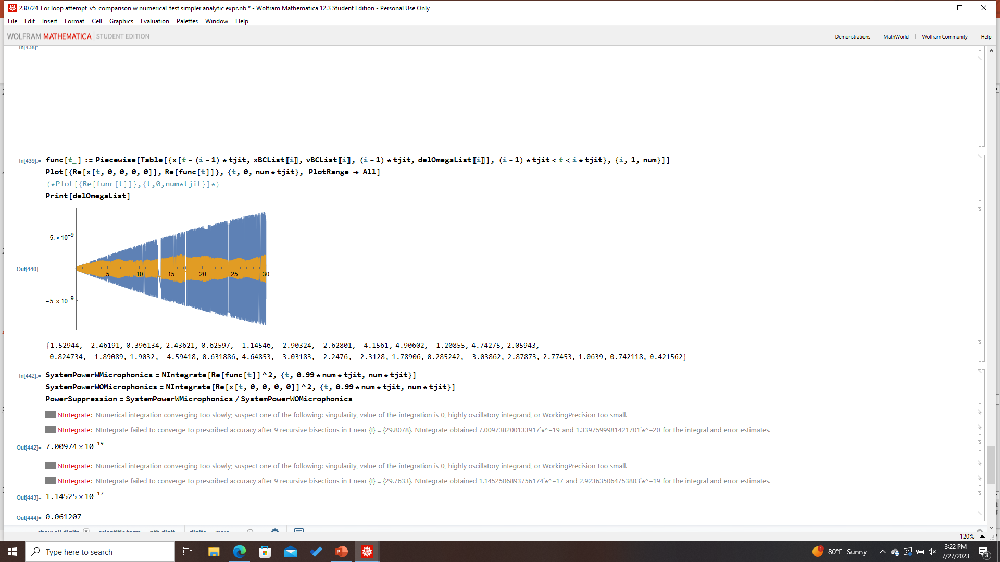 230724_For loop attempt_v5_comparison w numerical_test simpler analytic expr.nb * - Wolfram Mathematica 12.3 Student Edition - Personal Use Only
File Edit Insert Format Cell Graphics Evaluation Palettes Window Help
WOLFRAM MATHEMATICA STUDENT EDITION
Demonstrations MathWorld Wolfram Community Help
In[438]:=
In[439]:= func[t_] := Piecewise[Table[{x[t - (i - 1) * tjit, xBCList[[i]], vBCList[[i]], (i - 1) * tjit, delOmegaList[[i]]], (i - 1) * tjit < t < i * tjit}, {i, 1, num}]]
Plot[{Re[x[t, 0, 0, 0, 0]], Re[func[t]]}, {t, 0, num * tjit}, PlotRange → All]
(*Plot[{Re[func[t]]},{t,0,num*tjit}]*)
Print[delOmegaList]
5.×10^-9
Out[440]=
5 10 15 20 25 30
-5.×10^-9
{1.52944, -2.46191, 0.396134, 2.43621, 0.62597, -1.14546, -2.90324, -2.62801, -4.1561, 4.90602, -1.20855, 4.74275, 2.05943,
0.824734, -1.89089, 1.9032, -4.59418, 0.631886, 4.64853, -3.03183, -2.2476, -2.3128, 1.78906, 0.285242, -3.03862, 2.87873, 2.77453, 1.0639, 0.742118, 0.421562}
In[442]:= SystemPowerWMicrophonics = NIntegrate[Re[func[t]]^2, {t, 0.99 * num * tjit, num * tjit}]
SystemPowerWOMicrophonics = NIntegrate[Re[x[t, 0, 0, 0, 0]]^2, {t, 0.99 * num * tjit, num * tjit}]
PowerSuppression = SystemPowerWMicrophonics / SystemPowerWOMicrophonics
NIntegrate: Numerical integration converging too slowly; suspect one of the following: singularity, value of the integration is 0, highly oscillatory integrand, or WorkingPrecision too small.
NIntegrate: NIntegrate failed to converge to prescribed accuracy after 9 recursive bisections in t near {t} = {29.8078}. NIntegrate obtained 7.009738200133917`*^-19 and 1.3397599981421701`*^-20 for the integral and error estimates.
Out[442]= 7.00974 × 10^-19
NIntegrate: Numerical integration converging too slowly; suspect one of the following: singularity, value of the integration is 0, highly oscillatory integrand, or WorkingPrecision too small.
NIntegrate: NIntegrate failed to converge to prescribed accuracy after 9 recursive bisections in t near {t} = {29.7633}. NIntegrate obtained 1.1452506893756174`*^-17 and 2.923635064753803`*^-19 for the integral and error estimates.
Out[443]= 1.14525 × 10^-17
Out[444]= 0.061207
show all digits scientific form nth digit digits more
120%
Type here to search
1
80°F Sunny
3:22 PM
7/27/2023
3